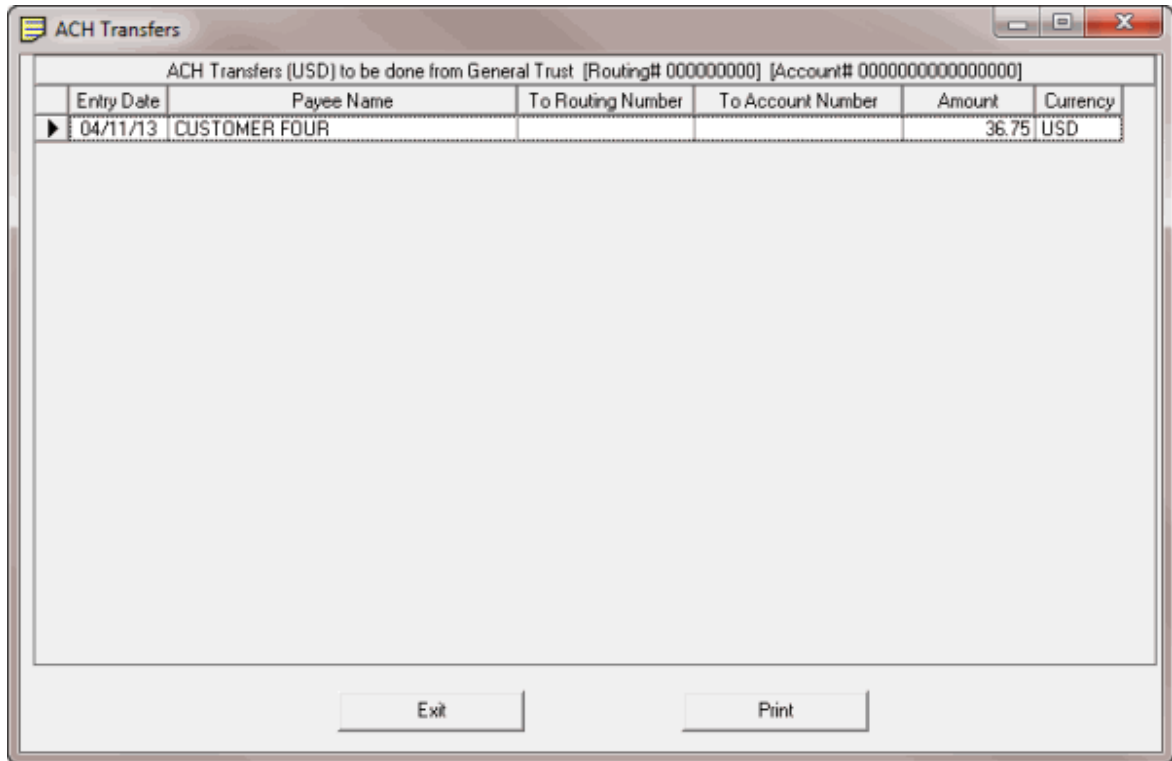 ACH Transfers
ACH Transfers (USD) to be done from General Trust [Routing# 000000000] [Account# 0000000000000000]
Entry Date Payee Name To Routing Number To Account Number Amount Currency
04/11/13 CUSTOMER FOUR 36.75 USD
Exit Print